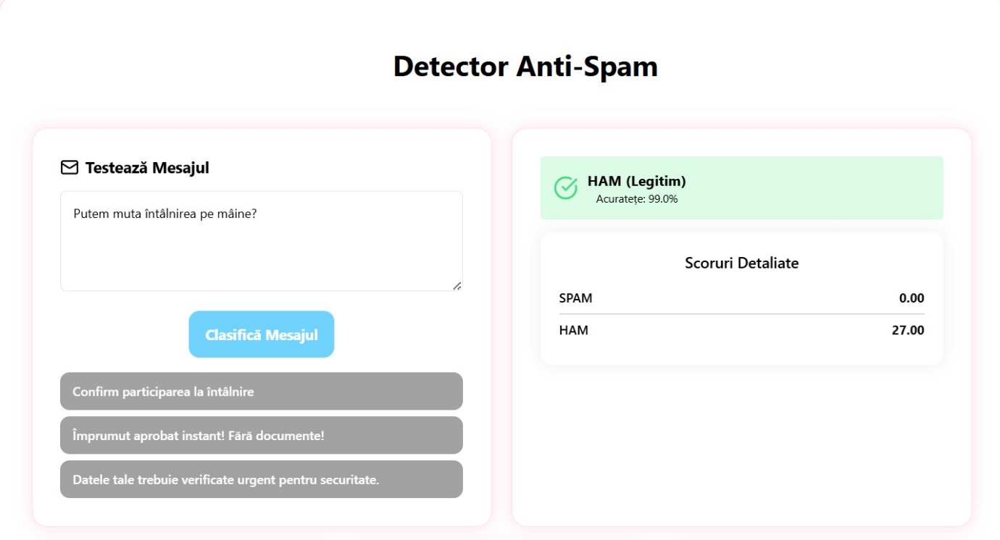 Detector Anti-Spam
Testează Mesajul
Putem muta întâlnirea pe mâine?
Clasifică Mesajul
Confirm participarea la întâlnire
Împrumut aprobat instant! Fără documente!
Datele tale trebuie verificate urgent pentru securitate.
HAM (Legitim)
Acuratețe: 99.0%
Scoruri Detaliate
SPAM 0.00
HAM 27.00